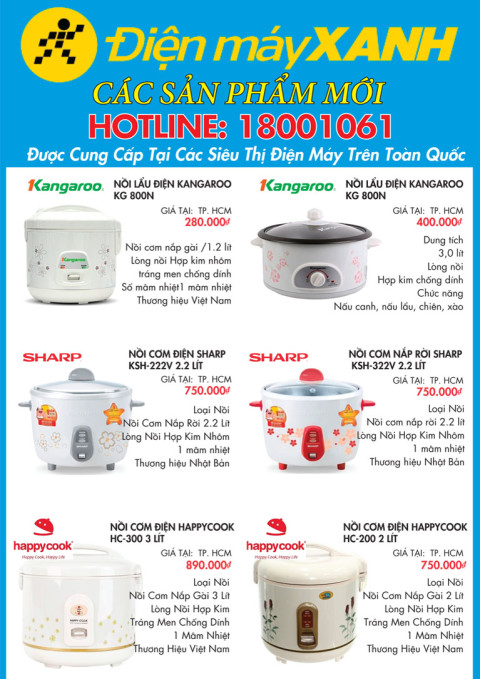 Điện máyXANH
CÁC SẢN PHẨM MỚI
HOTLINE: 18001061
Được Cung Cấp Tại Các Siêu Thị Điện Máy Trên Toàn Quốc
Kangaroo
NỒI LẨU ĐIỆN KANGAROO
KG 800N
GIÁ TẠI: TP. HCM
280.000₫
Kangaroo
Nồi cơm nắp gài /1.2 lít
Lòng nồi Hợp kim nhôm
tráng men chống dính
Số mâm nhiệt1 mâm nhiệt
Thương hiệu Việt Nam
Kangaroo
NỒI LẨU ĐIỆN KANGAROO
KG 800N
GIÁ TẠI: TP. HCM
400.000₫
Dung tích
3,0 lít
Lòng nồi
Hợp kim chống dính
Chức năng
Nấu canh, nấu lẩu, chiên, xào
SHARP
NỒI CƠM ĐIỆN SHARP
KSH-222V 2.2 LÍT
GIÁ TẠI: TP. HCM
750.000₫
Loại Nồi
Nồi Cơm Nắp Rời 2.2 Lít
Lòng Nồi Hợp Kim Nhôm
1 mâm nhiệt
Thương hiệu Nhật Bản
SHARP
NỒI CƠM NẮP RỜI SHARP
KSH-322V 2.2 LÍT
GIÁ TẠI: TP. HCM
750.000₫
Loại Nồi
Nồi cơm nắp rời 2.2 lít
Lòng Nồi Hợp Kim Nhôm
1 mâm nhiệt
Thương hiệu Nhật Bản
happycook
Happy Cook, Happy Life
NỒI CƠM ĐIỆN HAPPYCOOK
HC-300 3 LÍT
GIÁ TẠI: TP. HCM
890.000₫
Loại Nồi
Nồi Cơm Nắp Gài 3 Lít
Lòng Nồi Hợp Kim
Tráng Men Chống Dính
1 Mâm Nhiệt
Thương Hiệu Việt Nam
HAPPY COOK
happycook
Happy Cook, Happy Life
NỒI CƠM ĐIỆN HAPPYCOOK
HC-200 2 LÍT
GIÁ TẠI: TP. HCM
750.000₫
Loại Nồi
Nồi Cơm Nắp Gài 2 Lít
Lòng Nồi Hợp Kim
Tráng Men Chống Dính
1 Mâm Nhiệt
Thương Hiệu Việt Nam